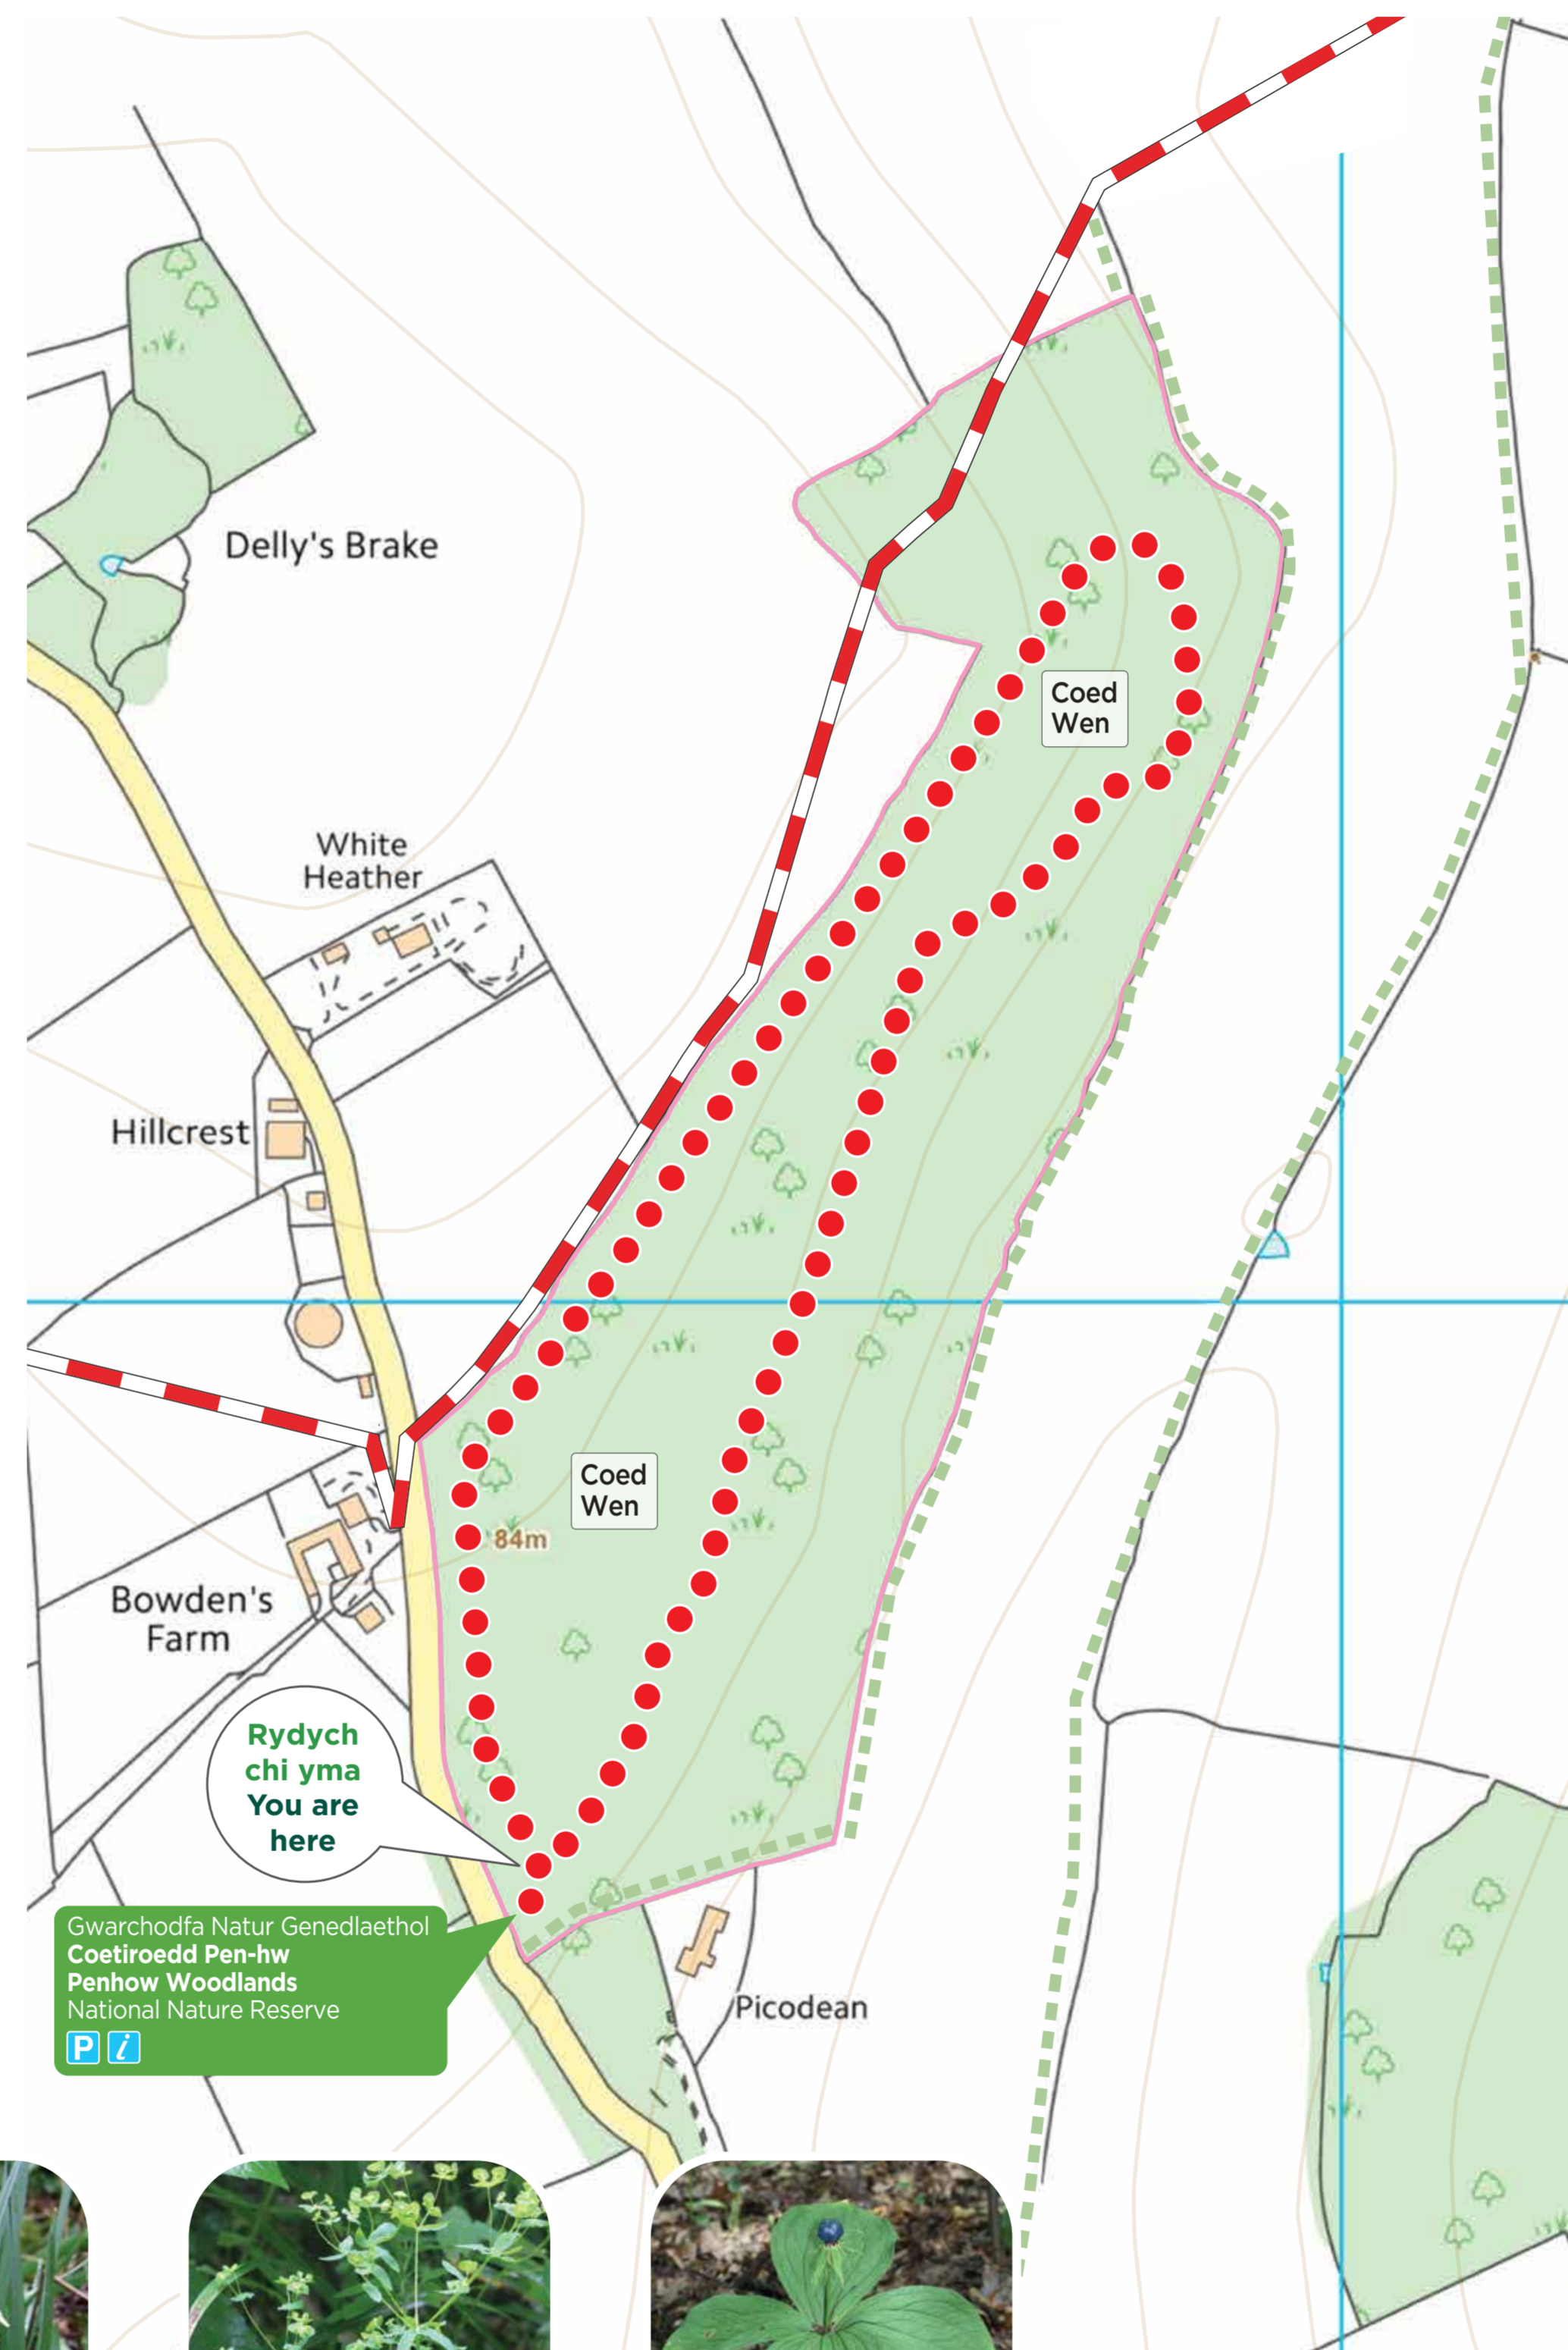 Delly's Brake
Coed
Wen
White
Heather
Hillcrest
Coed
Wen
84m
Bowden's
Farm
Rydych
chi yma
You are
here
Gwarchodfa Natur Genedlaethol
Coetiroedd Pen-hw
Penhow Woodlands
National Nature Reserve
P i
Picodean